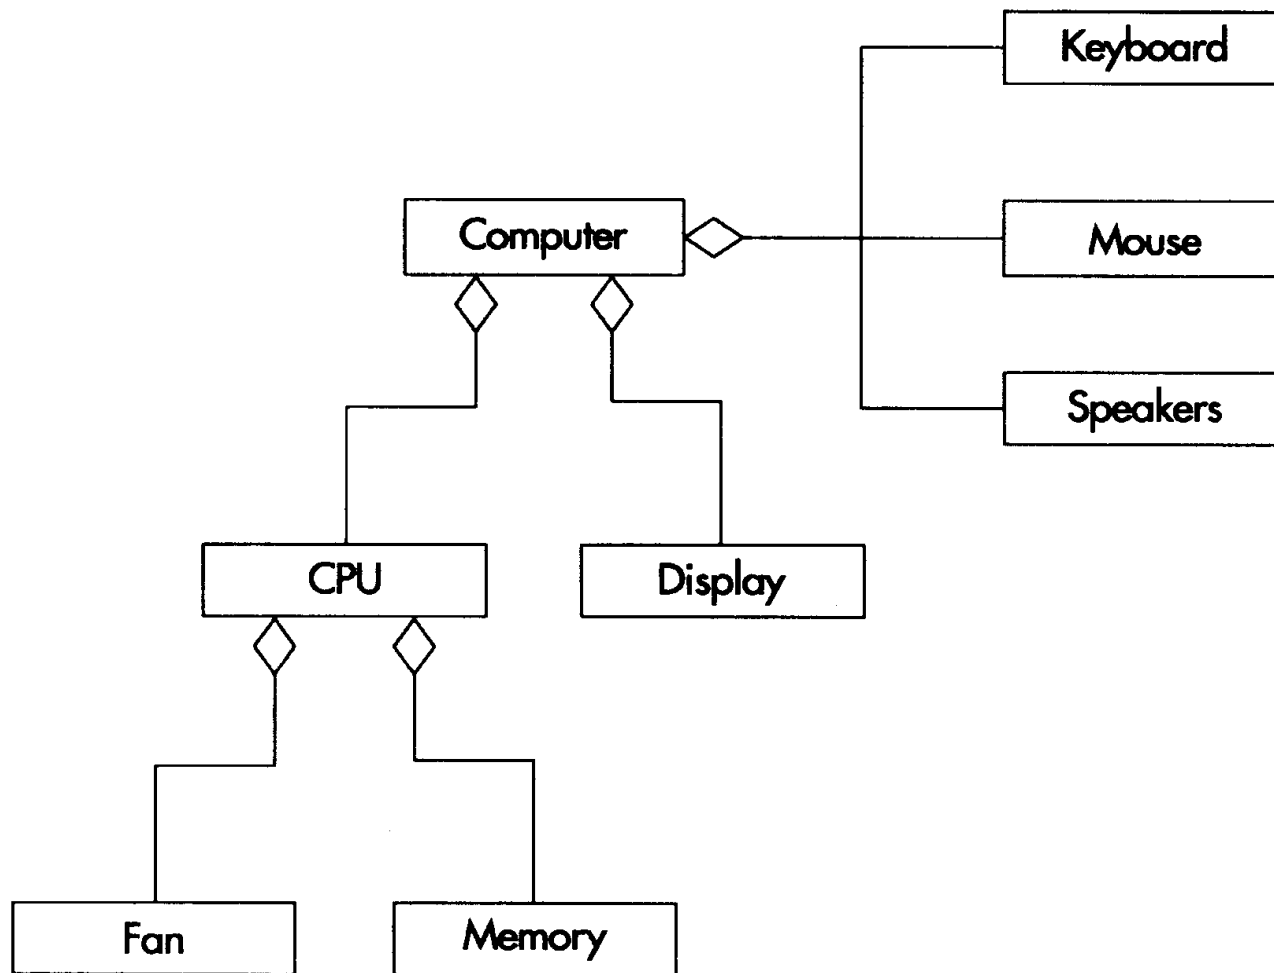 Keyboard
Computer
Mouse
Speakers
CPU
Display
Fan
Memory